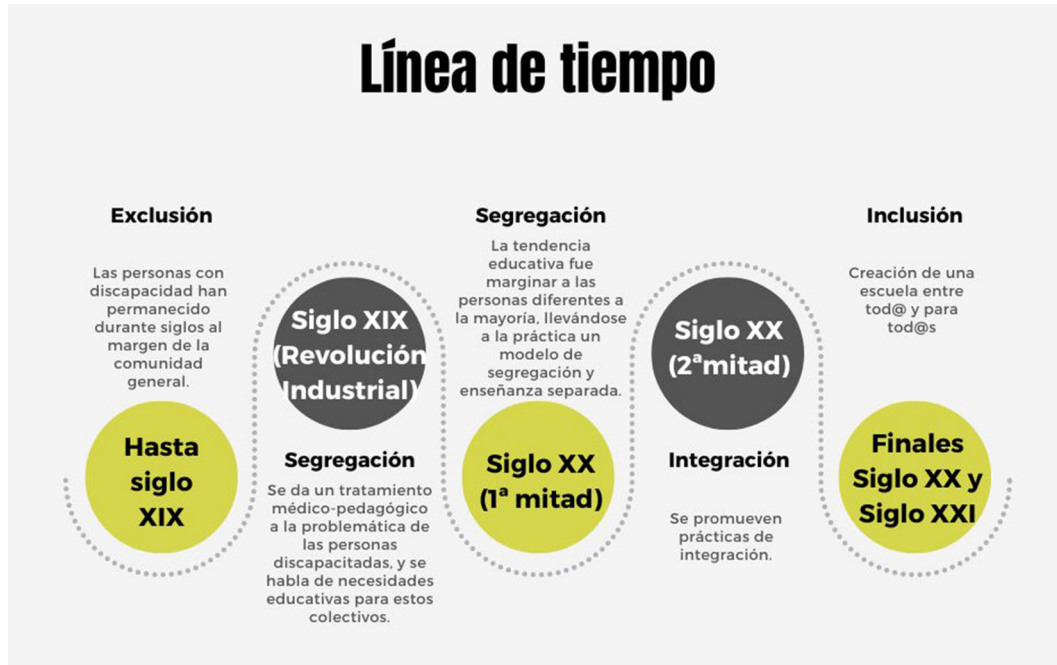 Línea de tiempo
Exclusión
Las personas con
discapacidad han
permanecido
durante siglos al
margen de la
comunidad
general.
Hasta
siglo
XIX
Siglo XIX
(Revolución
Industrial)
Segregación
Se da un tratamiento
médico-pedagógico
a la problemática de
las personas
discapacitadas, y se
habla de necesidades
educativas para estos
colectivos.
Segregación
La tendencia
educativa fue
marginar a las
personas diferentes a
la mayoría, llevándose
a la práctica un
modelo de
segregación y
enseñanza separada.
Siglo XX
(1ª mitad)
Siglo XX
(2ªmitad)
Integración
Se promueven
prácticas de
integración.
Inclusión
Creación de una
escuela entre
tod@ y para
tod@s
Finales
Siglo XX y
Siglo XXI